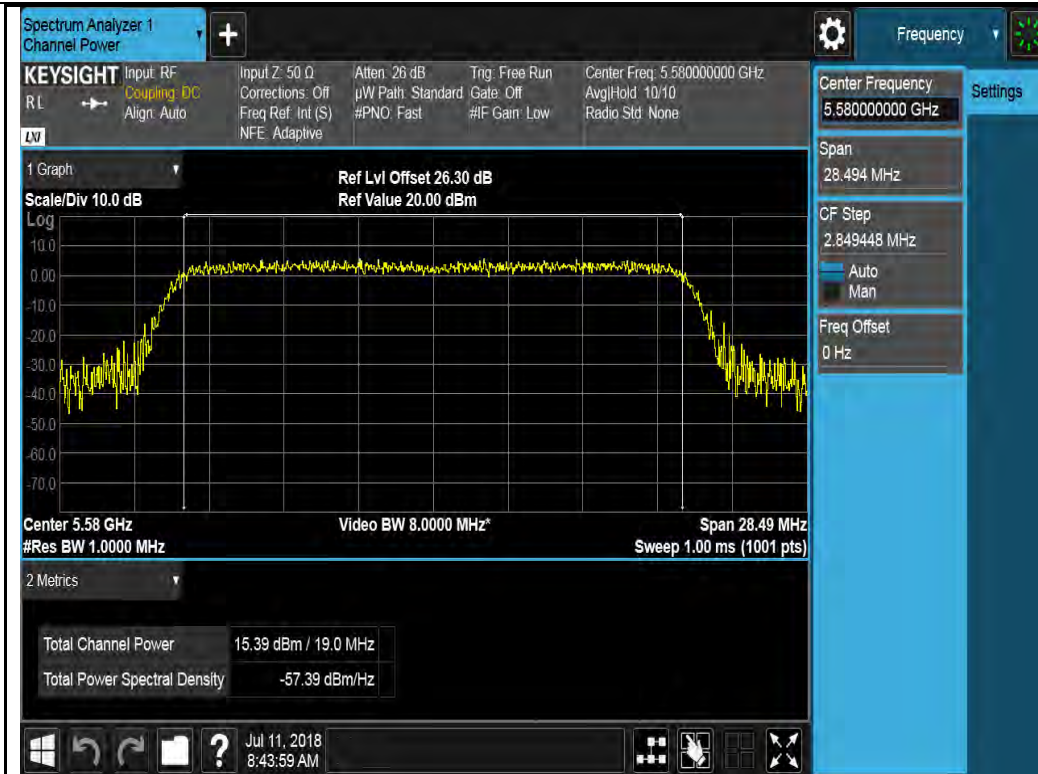 Spectrum Analyzer 1
Channel Power
+
Frequency
KEYSIGHT
RL
LXI
Input: RF
Coupling: DC
Align: Auto
Input Z: 50 Ω
Corrections: Off
Freq Ref: Int (S)
NFE: Adaptive
Atten: 26 dB
µW Path: Standard
#PNO: Fast
Trig: Free Run
Gate: Off
#IF Gain: Low
Center Freq: 5.580000000 GHz
Avg|Hold: 10/10
Radio Std: None
Center Frequency
5.580000000 GHz
Settings
Span
28.494 MHz
CF Step
2.849448 MHz
Auto
Man
Freq Offset
0 Hz
1 Graph
Scale/Div 10.0 dB
Ref Lvl Offset 26.30 dB
Ref Value 20.00 dBm
Log
10.0
0.00
-10.0
-20.0
-30.0
-40.0
-50.0
-60.0
-70.0
Center 5.58 GHz
Video BW 8.0000 MHz*
Span 28.49 MHz
#Res BW 1.0000 MHz
Sweep 1.00 ms (1001 pts)
2 Metrics
Total Channel Power 15.39 dBm / 19.0 MHz
Total Power Spectral Density -57.39 dBm/Hz
?
Jul 11, 2018
8:43:59 AM